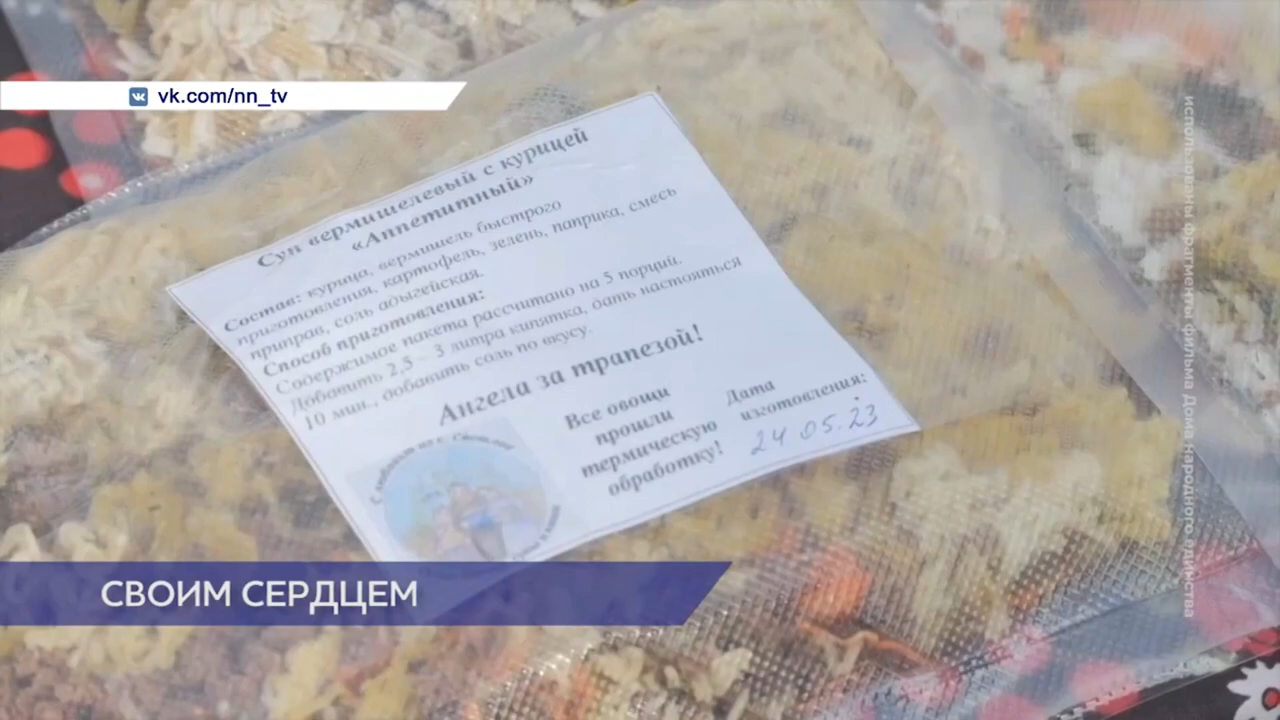 vk.com/nn_tv
Суп вермишелевый с курицей
«Аппетитный»
Состав: курица, вермишель быстрого
приготовления, картофель, зелень, паприка, смесь
приправ, соль адыгейская.
Способ приготовления:
Содержимое пакета рассчитано на 5 порций.
Добавить 2,5 – 3 литра кипятка, дать настояться
10 мин., добавить соль по вкусу.
Ангела за трапезой!
Все овощи
прошли
термическую
обработку!
Дата
изготовления:
24.05.23
использованы фрагменты фильма Дома народного единства
СВОИМ СЕРДЦЕМ